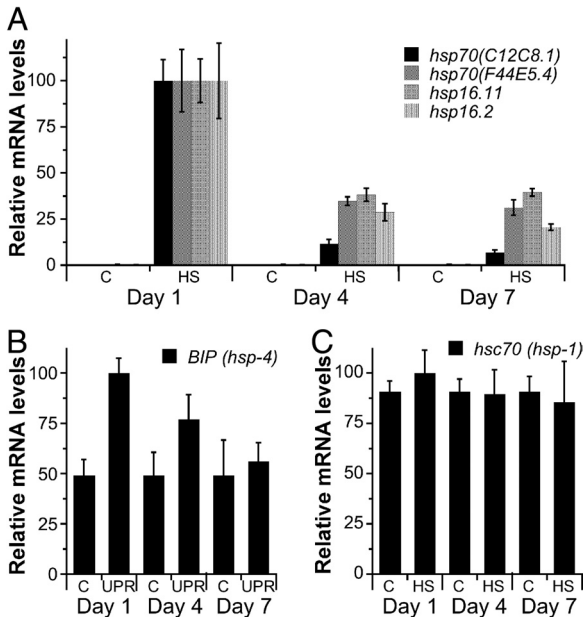 A
Relative mRNA levels
100
75
50
25
0
hsp70(C12C8.1)
hsp70(F44E5.4)
hsp16.11
hsp16.2
C HS C HS C HS
Day 1 Day 4 Day 7
B
Relative mRNA levels
100
75
50
25
0
BIP (hsp-4)
C UPR C UPR C UPR
Day 1 Day 4 Day 7
C
Relative mRNA levels
100
75
50
25
0
hsc70 (hsp-1)
C HS C HS C HS
Day 1 Day 4 Day 7